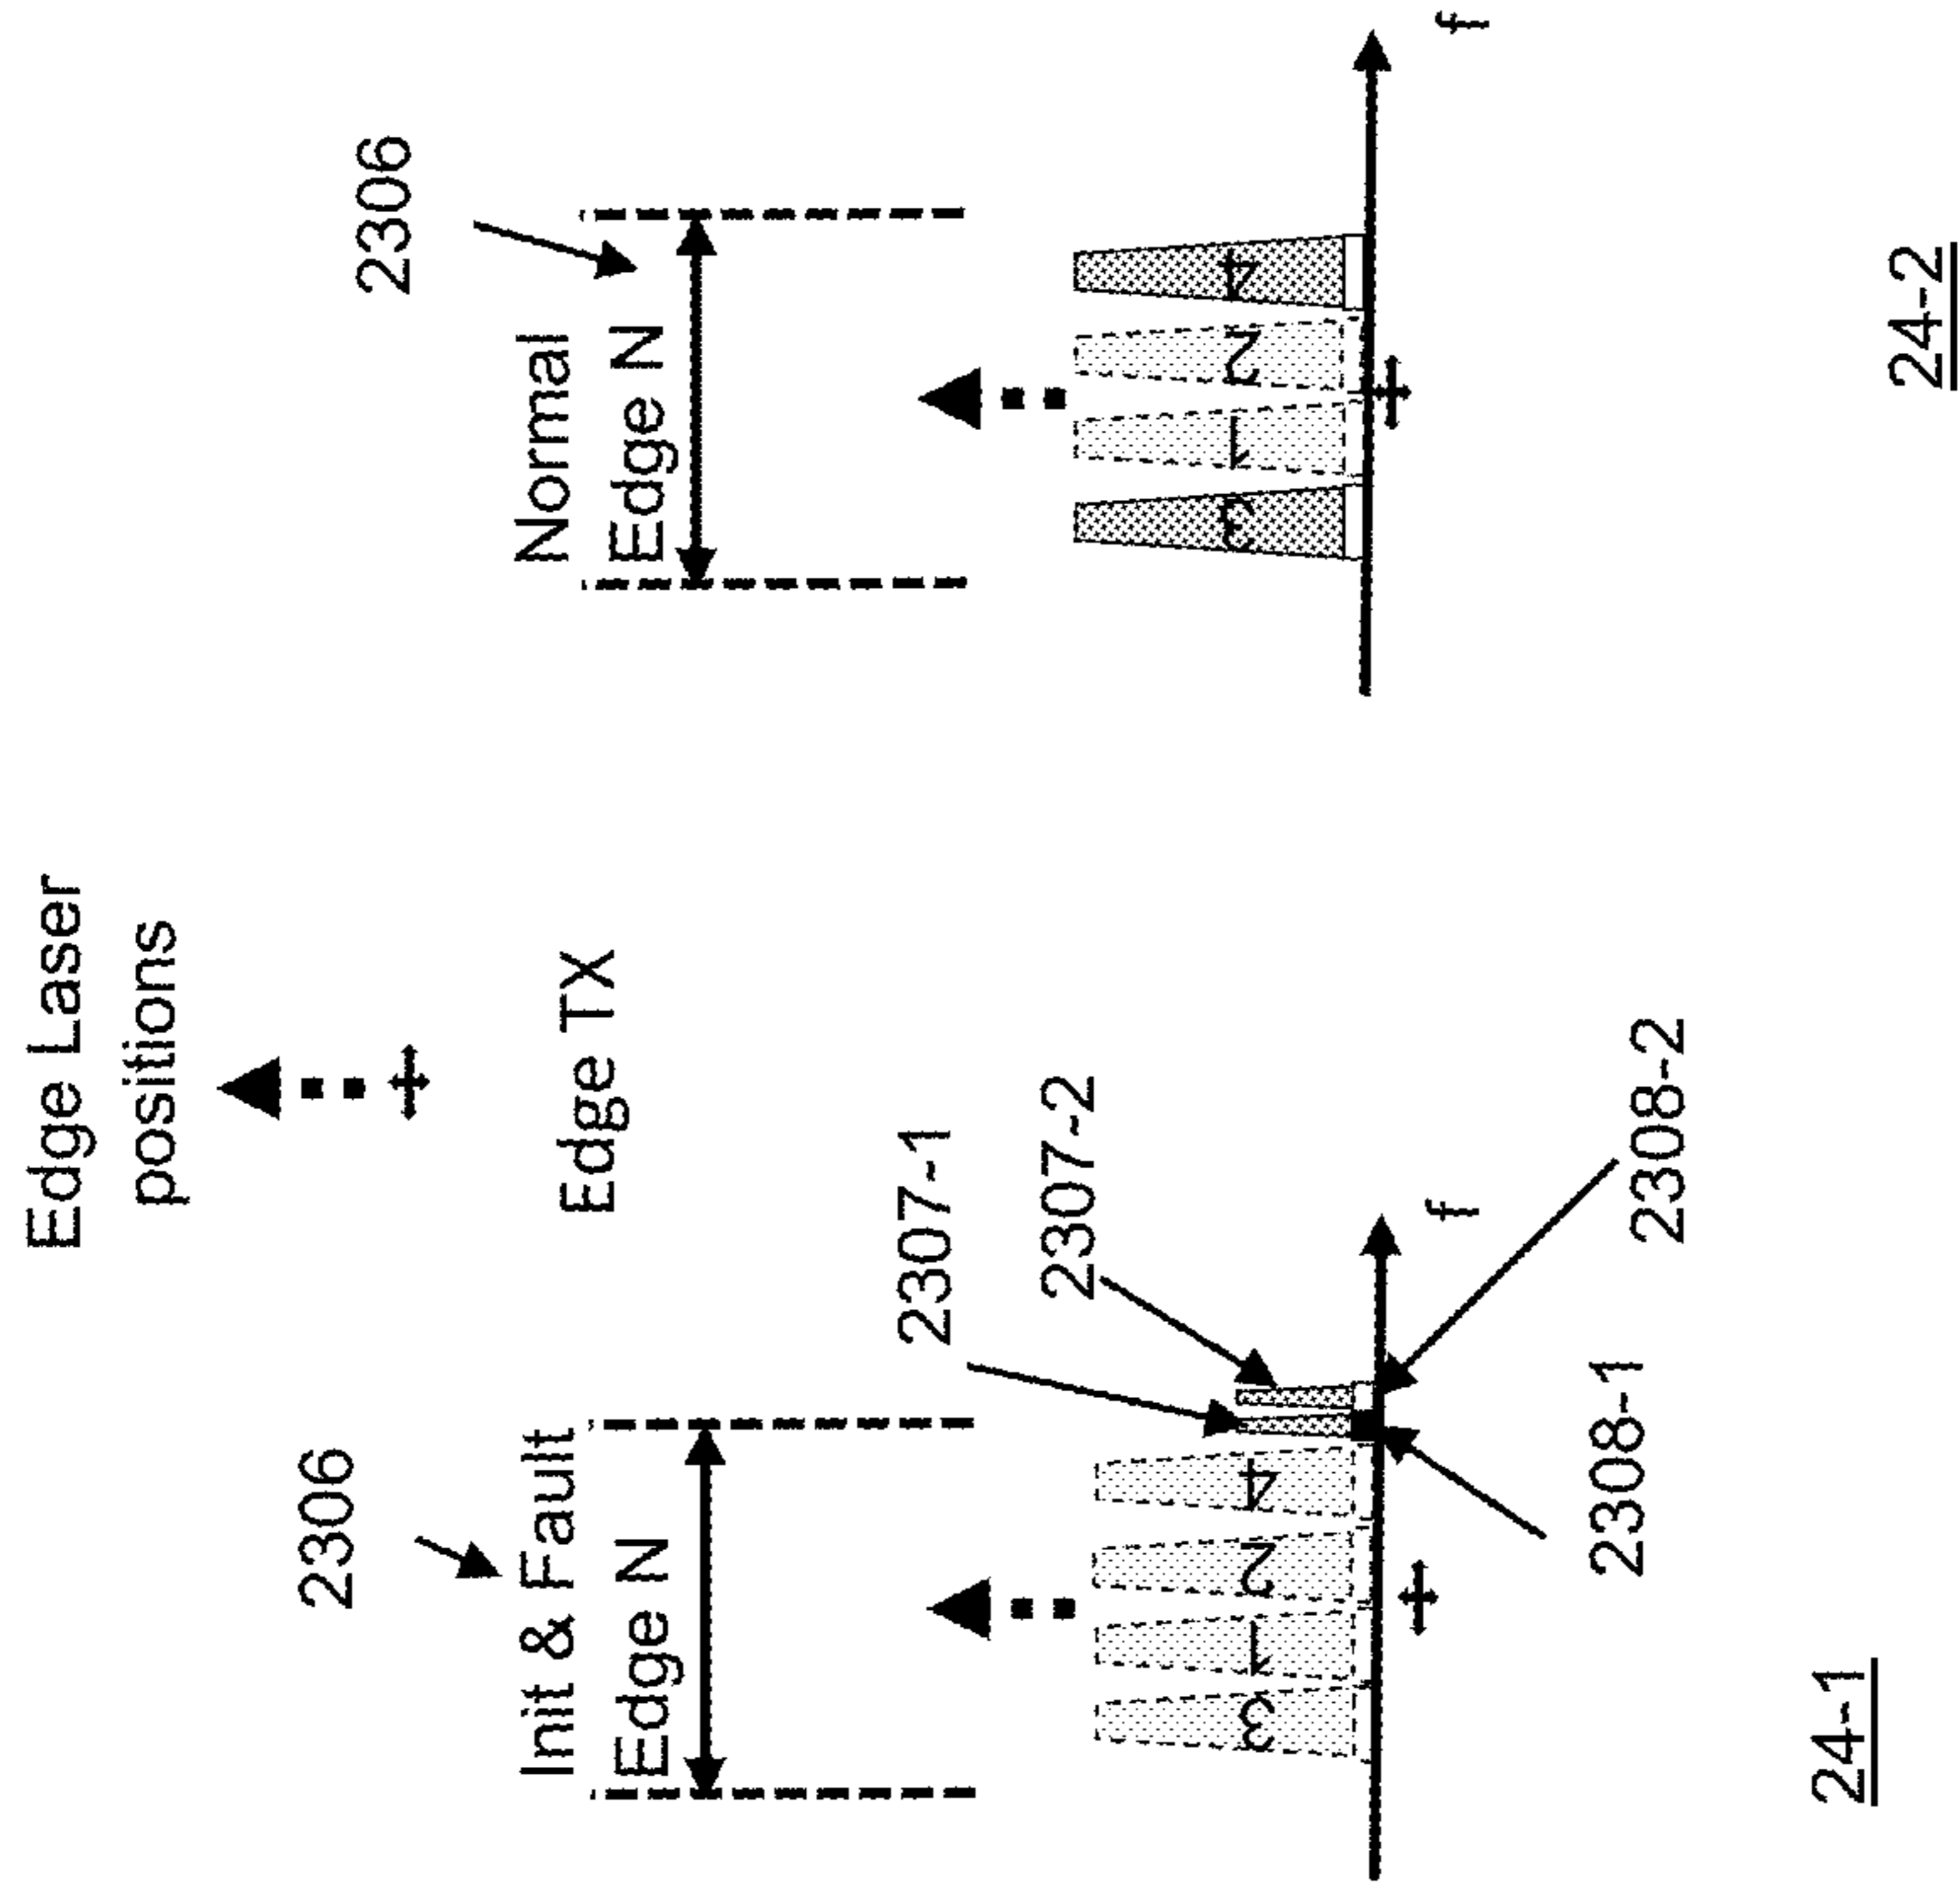 Edge Laser
positions
Edge TX
2306
Init & Fault
Edge N
2307-1
2307-2
3
1
2
4
f
2308-1
2308-2
24-1
2306
Normal
Edge N
3
1
2
4
f
24-2